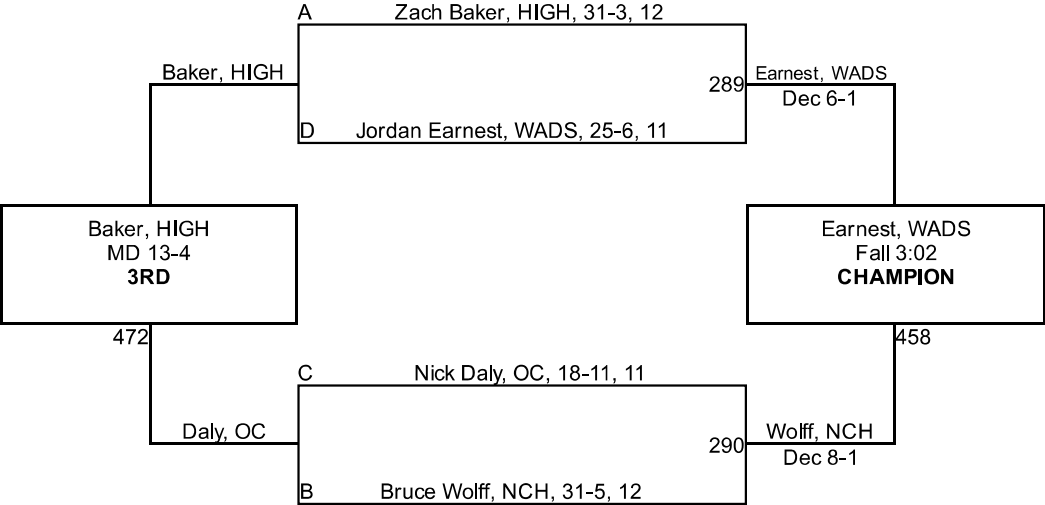 A Zach Baker, HIGH, 31-3, 12
Baker, HIGH
289
Earnest, WADS
Dec 6-1
D Jordan Earnest, WADS, 25-6, 11
Baker, HIGH
MD 13-4
3RD
Earnest, WADS
Fall 3:02
CHAMPION
472
458
C Nick Daly, OC, 18-11, 11
Daly, OC
290
Wolff, NCH
Dec 8-1
B Bruce Wolff, NCH, 31-5, 12